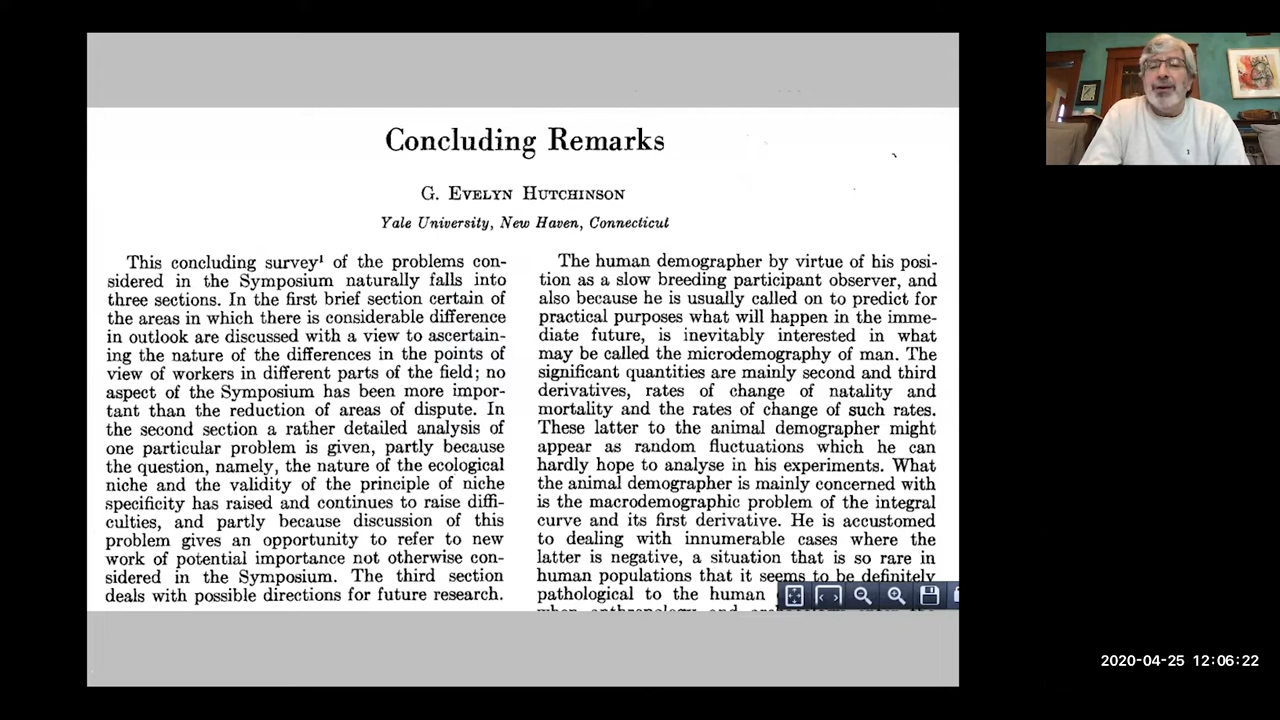 Concluding Remarks
G. EVELYN HUTCHINSON
Yale University, New Haven, Connecticut
This concluding survey¹ of the problems con-
sidered in the Symposium naturally falls into
three sections. In the first brief section certain of
the areas in which there is considerable difference
in outlook are discussed with a view to ascertain-
ing the nature of the differences in the points of
view of workers in different parts of the field; no
aspect of the Symposium has been more impor-
tant than the reduction of areas of dispute. In
the second section a rather detailed analysis of
one particular problem is given, partly because
the question, namely, the nature of the ecological
niche and the validity of the principle of niche
specificity has raised and continues to raise diffi-
culties, and partly because discussion of this
problem gives an opportunity to refer to new
work of potential importance not otherwise con-
sidered in the Symposium. The third section
deals with possible directions for future research.
The human demographer by virtue of his posi-
tion as a slow breeding participant observer, and
also because he is usually called on to predict for
practical purposes what will happen in the imme-
diate future, is inevitably interested in what
may be called the microdemography of man. The
significant quantities are mainly second and third
derivatives, rates of change of natality and
mortality and the rates of change of such rates.
These latter to the animal demographer might
appear as random fluctuations which he can
hardly hope to analyse in his experiments. What
the animal demographer is mainly concerned with
is the macrodemographic problem of the integral
curve and its first derivative. He is accustomed
to dealing with innumerable cases where the
latter is negative, a situation that is so rare in
human populations that it seems to be definitely
pathological to the human
2020-04-25 12:06:22